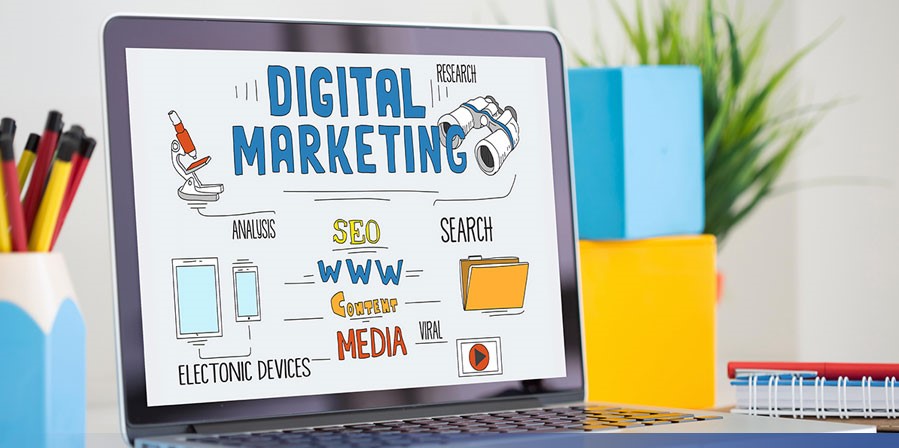 DIGITAL
RESEARCH
MARKETING
ANALYSIS
SEO
SEARCH
WWW
CONTENT
MEDIA
VIRAL
ELECTONIC DEVICES